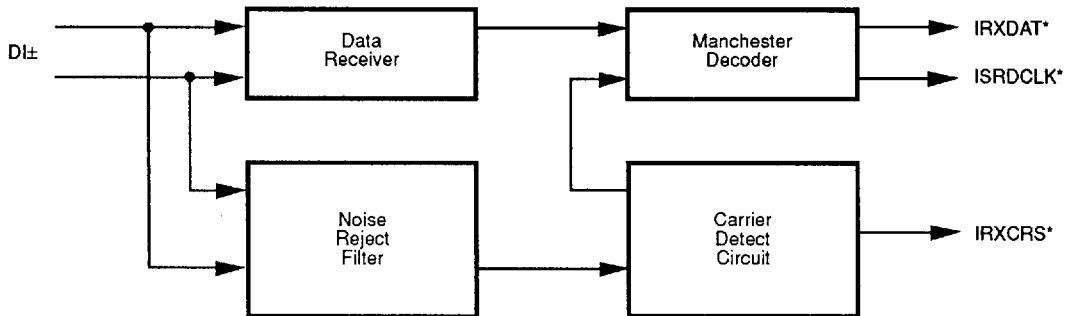 DI±
Data
Receiver
Manchester
Decoder
IRXDAT*
ISRDCLK*
Noise
Reject
Filter
Carrier
Detect
Circuit
IRXCRS*